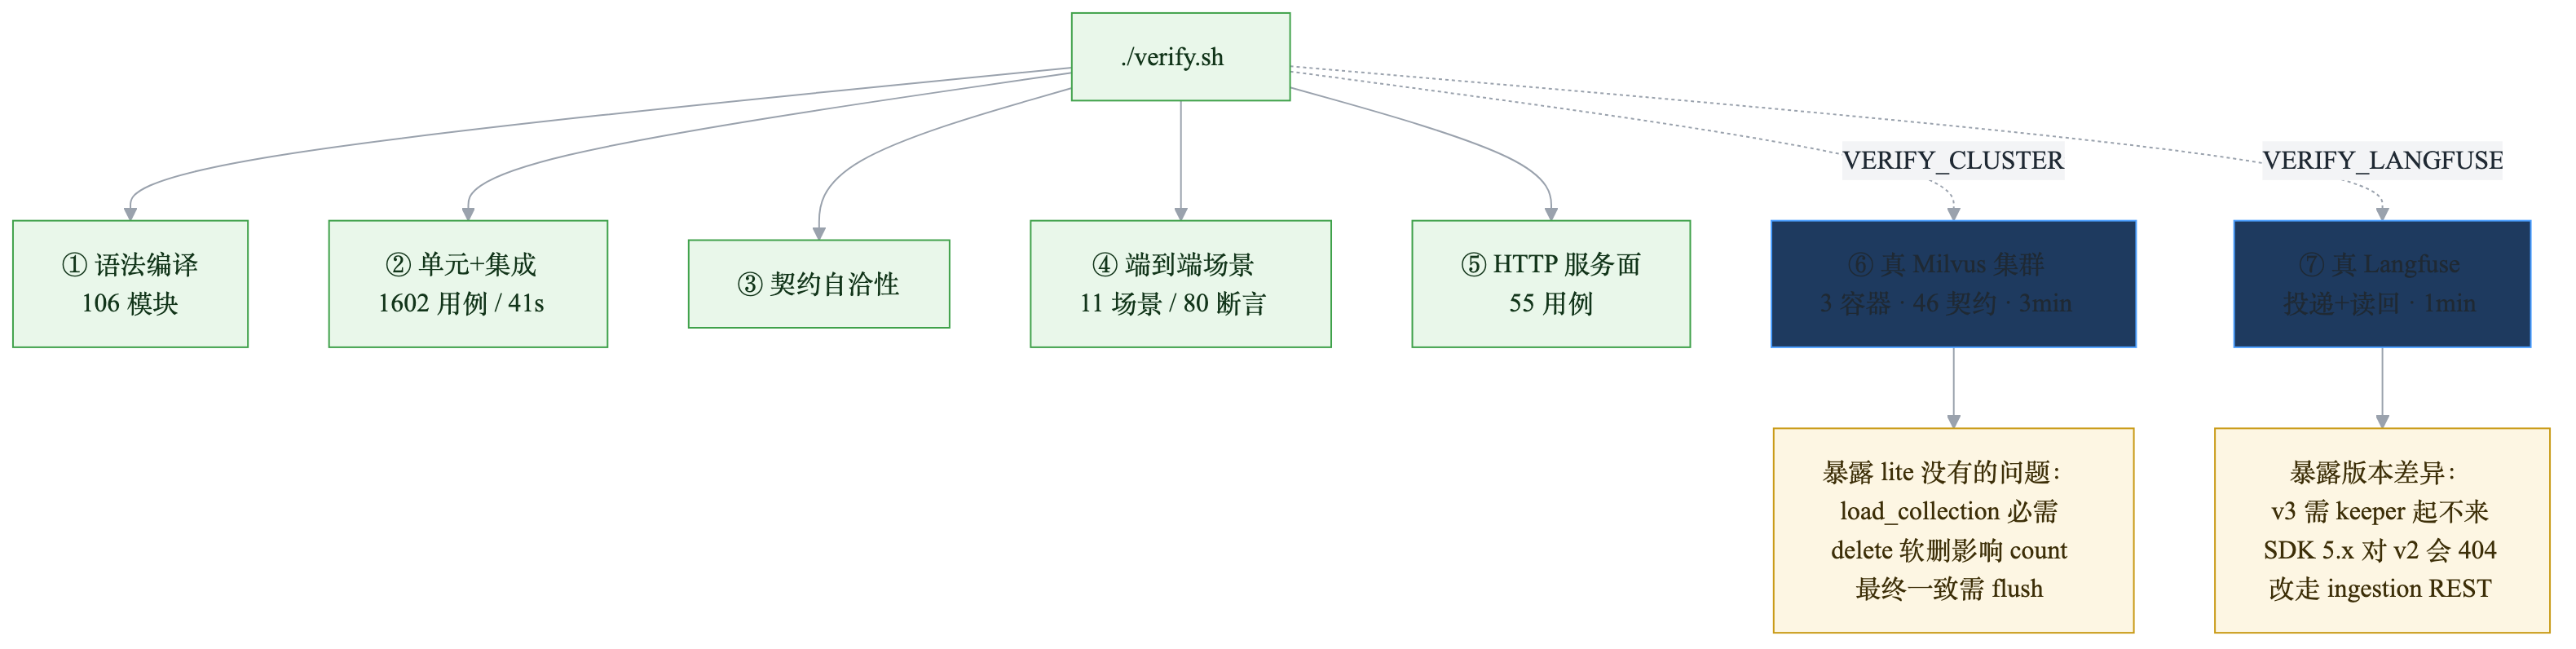 ./verify.sh
VERIFY_CLUSTER
VERIFY_LANGFUSE
① 语法编译
106 模块
② 单元+集成
1602 用例 / 41s
③ 契约自洽性
④ 端到端场景
11 场景 / 80 断言
⑤ HTTP 服务面
55 用例
⑥ 真 Milvus 集群
3 容器 · 46 契约 · 3min
⑦ 真 Langfuse
投递+读回 · 1min
暴露 lite 没有的问题：
load_collection 必需
delete 软删影响 count
最终一致需 flush
暴露版本差异：
v3 需 keeper 起不来
SDK 5.x 对 v2 会 404
改走 ingestion REST